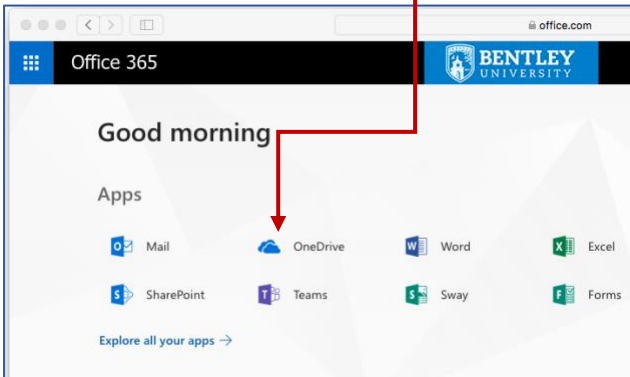 office.com
Office 365
BENTLEY
UNIVERSITY
Good morning
Apps
Mail OneDrive Word Excel
SharePoint Teams Sway Forms
Explore all your apps →